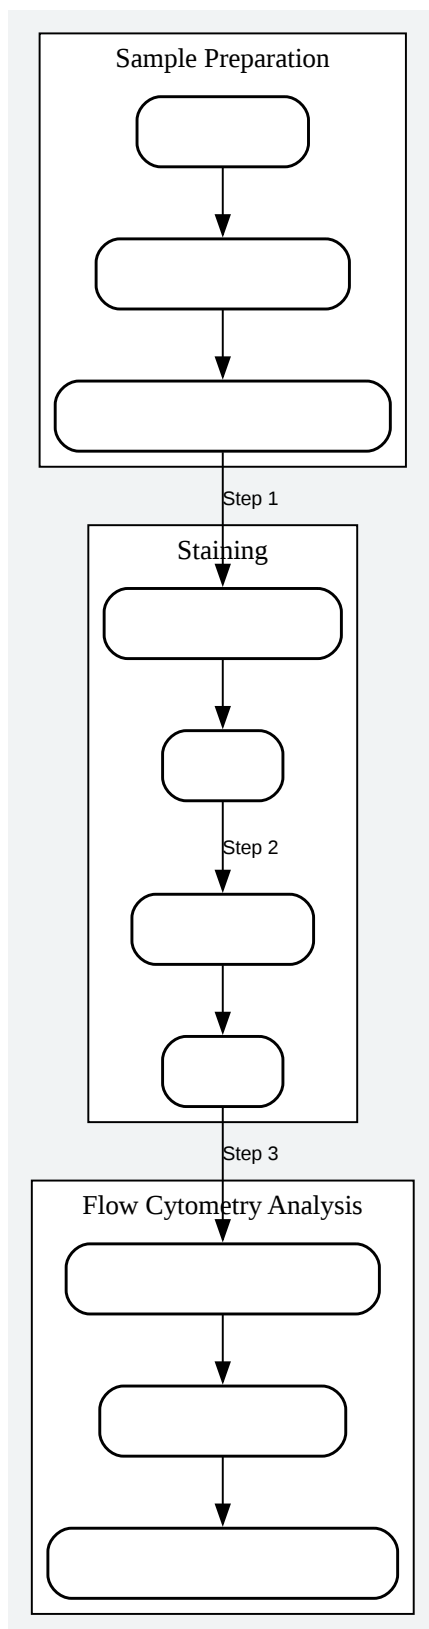 Sample Preparation
Step 1
Staining
Step 2
Step 3
Flow Cytometry Analysis